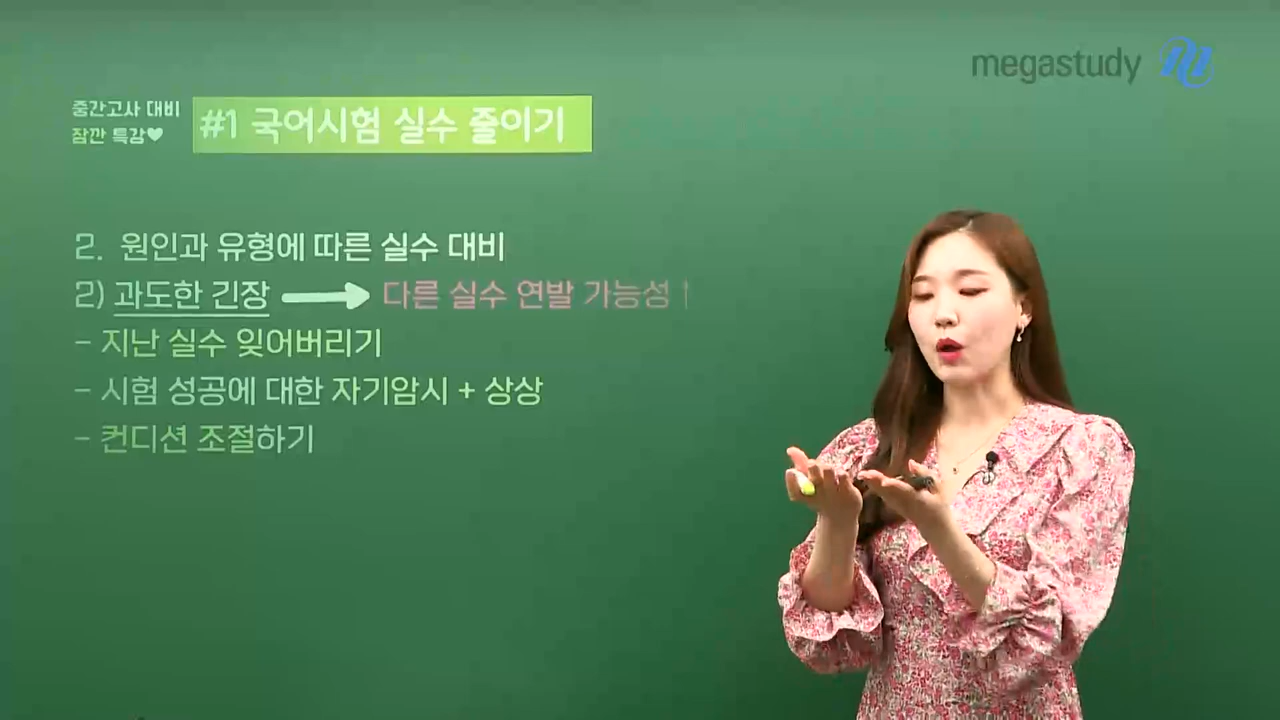 megastudy
중간고사 대비
잠깐 특강♥
#1 국어시험 실수 줄이기
2. 원인과 유형에 따른 실수 대비
2) 과도한 긴장 → 다른 실수 연발 가능성 ↑
- 지난 실수 잊어버리기
- 시험 성공에 대한 자기암시 + 상상
- 컨디션 조절하기